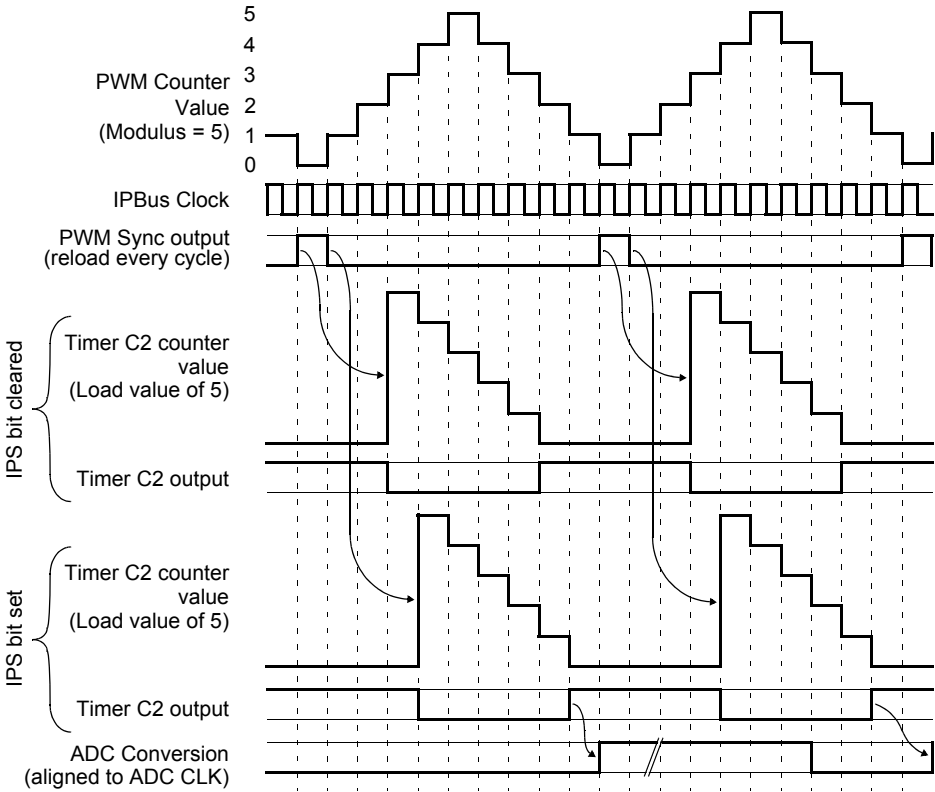 5
4
3
2
1
0
PWM Counter
Value
(Modulus = 5)
IPBus Clock
PWM Sync output
(reload every cycle)
IPS bit cleared
Timer C2 counter
value
(Load value of 5)
Timer C2 output
IPS bit set
Timer C2 counter
value
(Load value of 5)
Timer C2 output
ADC Conversion
(aligned to ADC CLK)